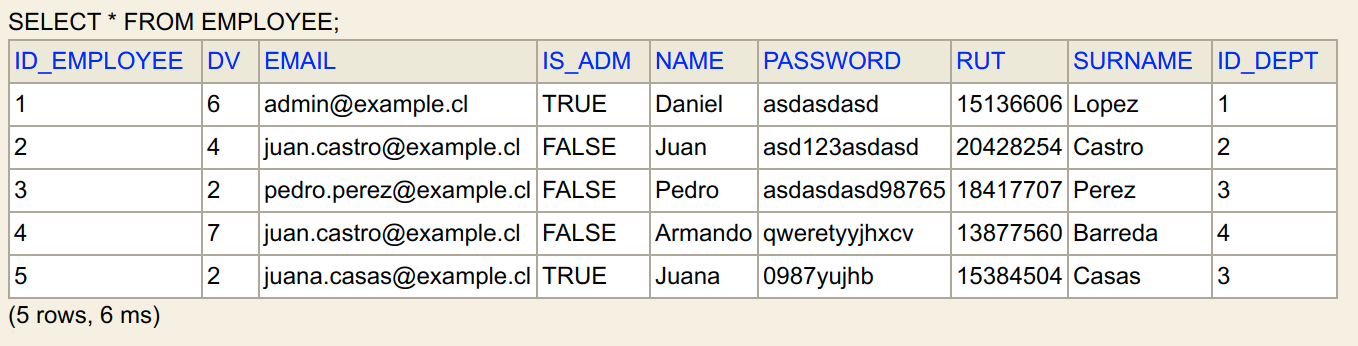 SELECT * FROM EMPLOYEE;
ID_EMPLOYEE DV EMAIL IS_ADM NAME PASSWORD RUT SURNAME ID_DEPT
1 6 admin@example.cl TRUE Daniel asdasdasd 15136606 Lopez 1
2 4 juan.castro@example.cl FALSE Juan asd123asdasd 20428254 Castro 2
3 2 pedro.perez@example.cl FALSE Pedro asdasdasd98765 18417707 Perez 3
4 7 juan.castro@example.cl FALSE Armando qweretyyjhxcv 13877560 Barreda 4
5 2 juana.casas@example.cl TRUE Juana 0987yujhb 15384504 Casas 3
(5 rows, 6 ms)